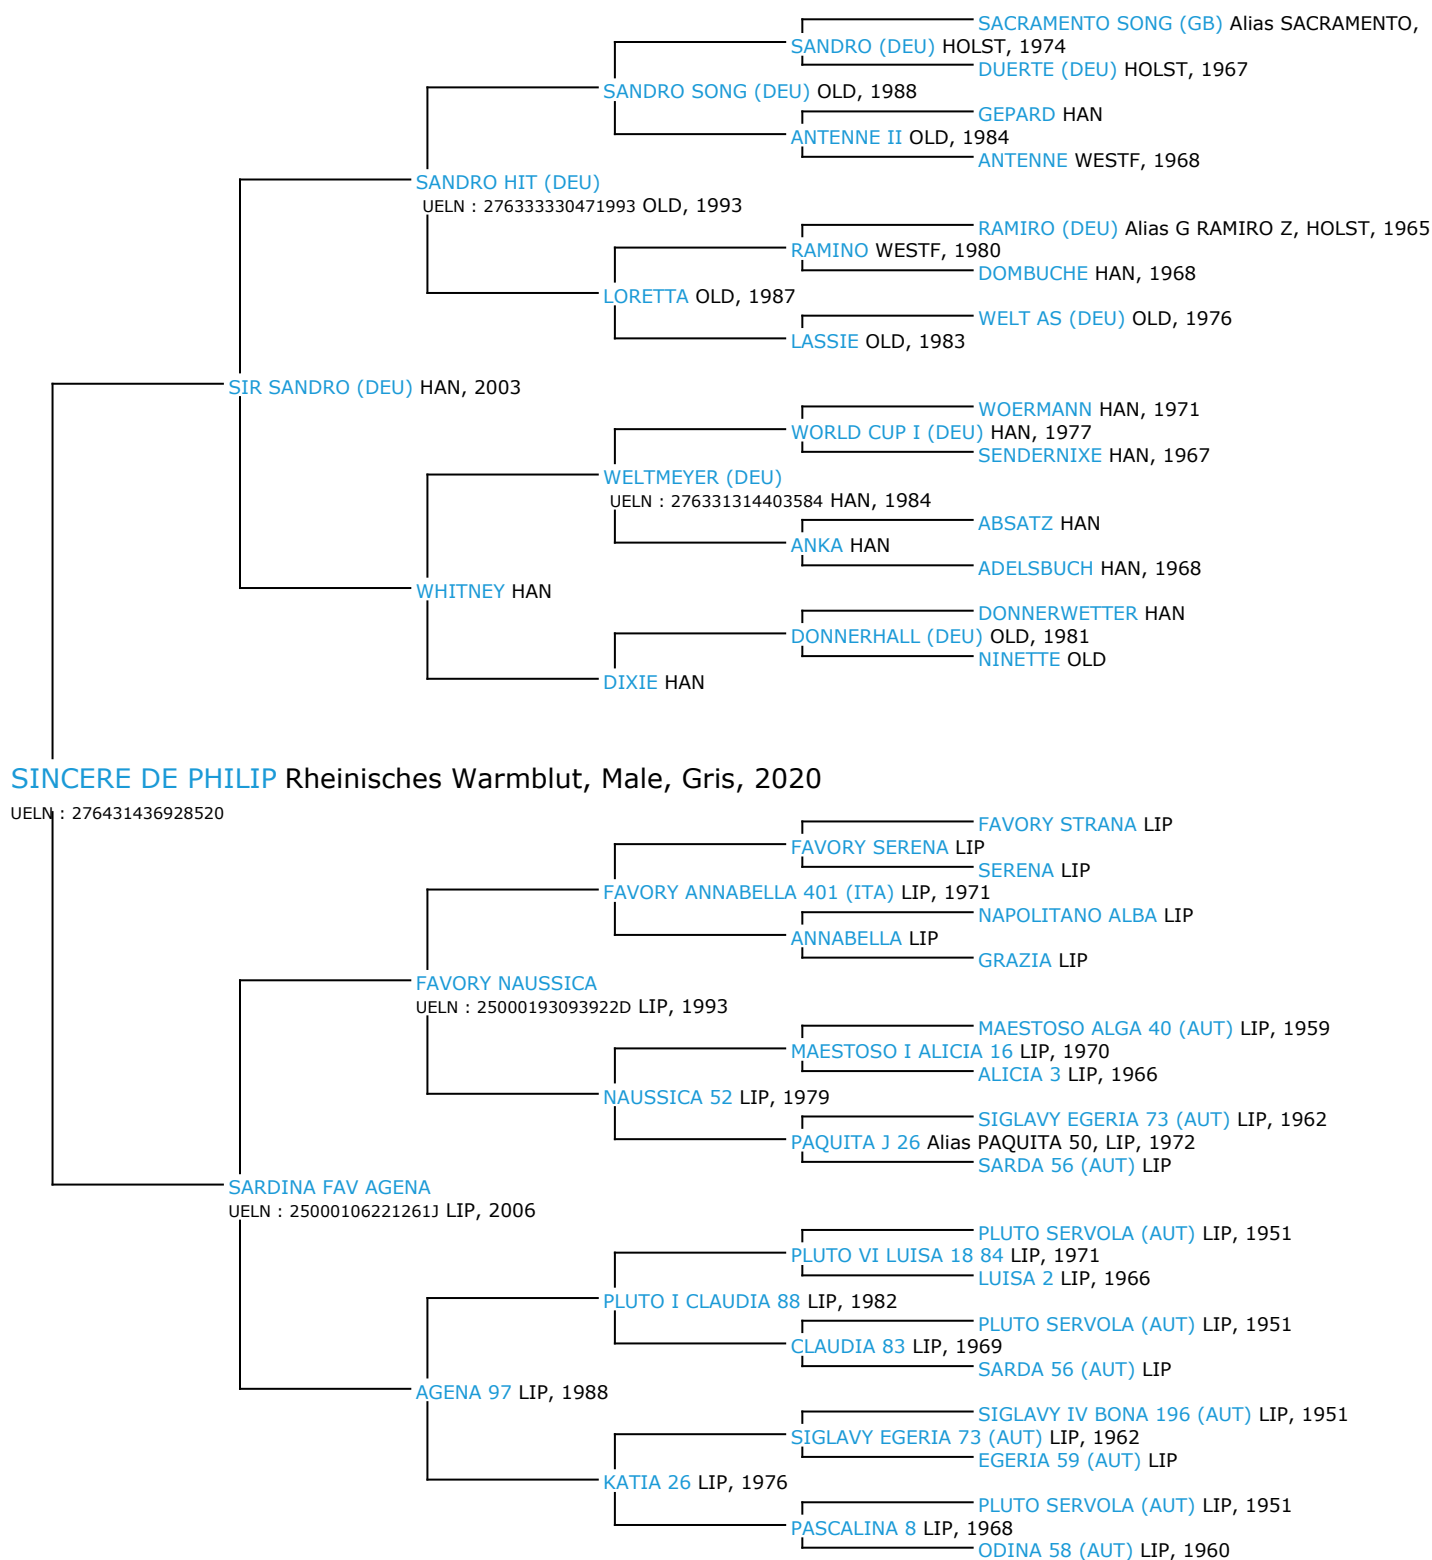 SACRAMENTO SONG (GB) Alias SACRAMENTO,
SANDRO (DEU) HOLST, 1974
DUERTE (DEU) HOLST, 1967
SANDRO SONG (DEU) OLD, 1988
GEPARD HAN
ANTENNE II OLD, 1984
ANTENNE WESTF, 1968
SANDRO HIT (DEU)
UELN : 276333330471993 OLD, 1993
RAMIRO (DEU) Alias G RAMIRO Z, HOLST, 1965
RAMINO WESTF, 1980
DOMBUCHE HAN, 1968
LORETTA OLD, 1987
WELT AS (DEU) OLD, 1976
LASSIE OLD, 1983
SIR SANDRO (DEU) HAN, 2003
WOERMANN HAN, 1971
WORLD CUP I (DEU) HAN, 1977
SENDERNIXE HAN, 1967
WELTMEYER (DEU)
UELN : 276331314403584 HAN, 1984
ABSATZ HAN
ANKA HAN
ADELSBUCH HAN, 1968
WHITNEY HAN
DONNERWETTER HAN
DONNERHALL (DEU) OLD, 1981
NINETTE OLD
DIXIE HAN
SINCERE DE PHILIP Rheinisches Warmblut, Male, Gris, 2020
UELN : 276431436928520
FAVORY STRANA LIP
FAVORY SERENA LIP
SERENA LIP
FAVORY ANNABELLA 401 (ITA) LIP, 1971
NAPOLITANO ALBA LIP
ANNABELLA LIP
GRAZIA LIP
FAVORY NAUSSICA
UELN : 25000193093922D LIP, 1993
MAESTOSO ALGA 40 (AUT) LIP, 1959
MAESTOSO I ALICIA 16 LIP, 1970
ALICIA 3 LIP, 1966
NAUSSICA 52 LIP, 1979
SIGLAVY EGERIA 73 (AUT) LIP, 1962
PAQUITA J 26 Alias PAQUITA 50, LIP, 1972
SARDA 56 (AUT) LIP
SARDINA FAV AGENA
UELN : 25000106221261J LIP, 2006
PLUTO SERVOLA (AUT) LIP, 1951
PLUTO VI LUISA 18 84 LIP, 1971
LUISA 2 LIP, 1966
PLUTO I CLAUDIA 88 LIP, 1982
PLUTO SERVOLA (AUT) LIP, 1951
CLAUDIA 83 LIP, 1969
SARDA 56 (AUT) LIP
AGENA 97 LIP, 1988
SIGLAVY IV BONA 196 (AUT) LIP, 1951
SIGLAVY EGERIA 73 (AUT) LIP, 1962
EGERIA 59 (AUT) LIP
KATIA 26 LIP, 1976
PLUTO SERVOLA (AUT) LIP, 1951
PASCALINA 8 LIP, 1968
ODINA 58 (AUT) LIP, 1960